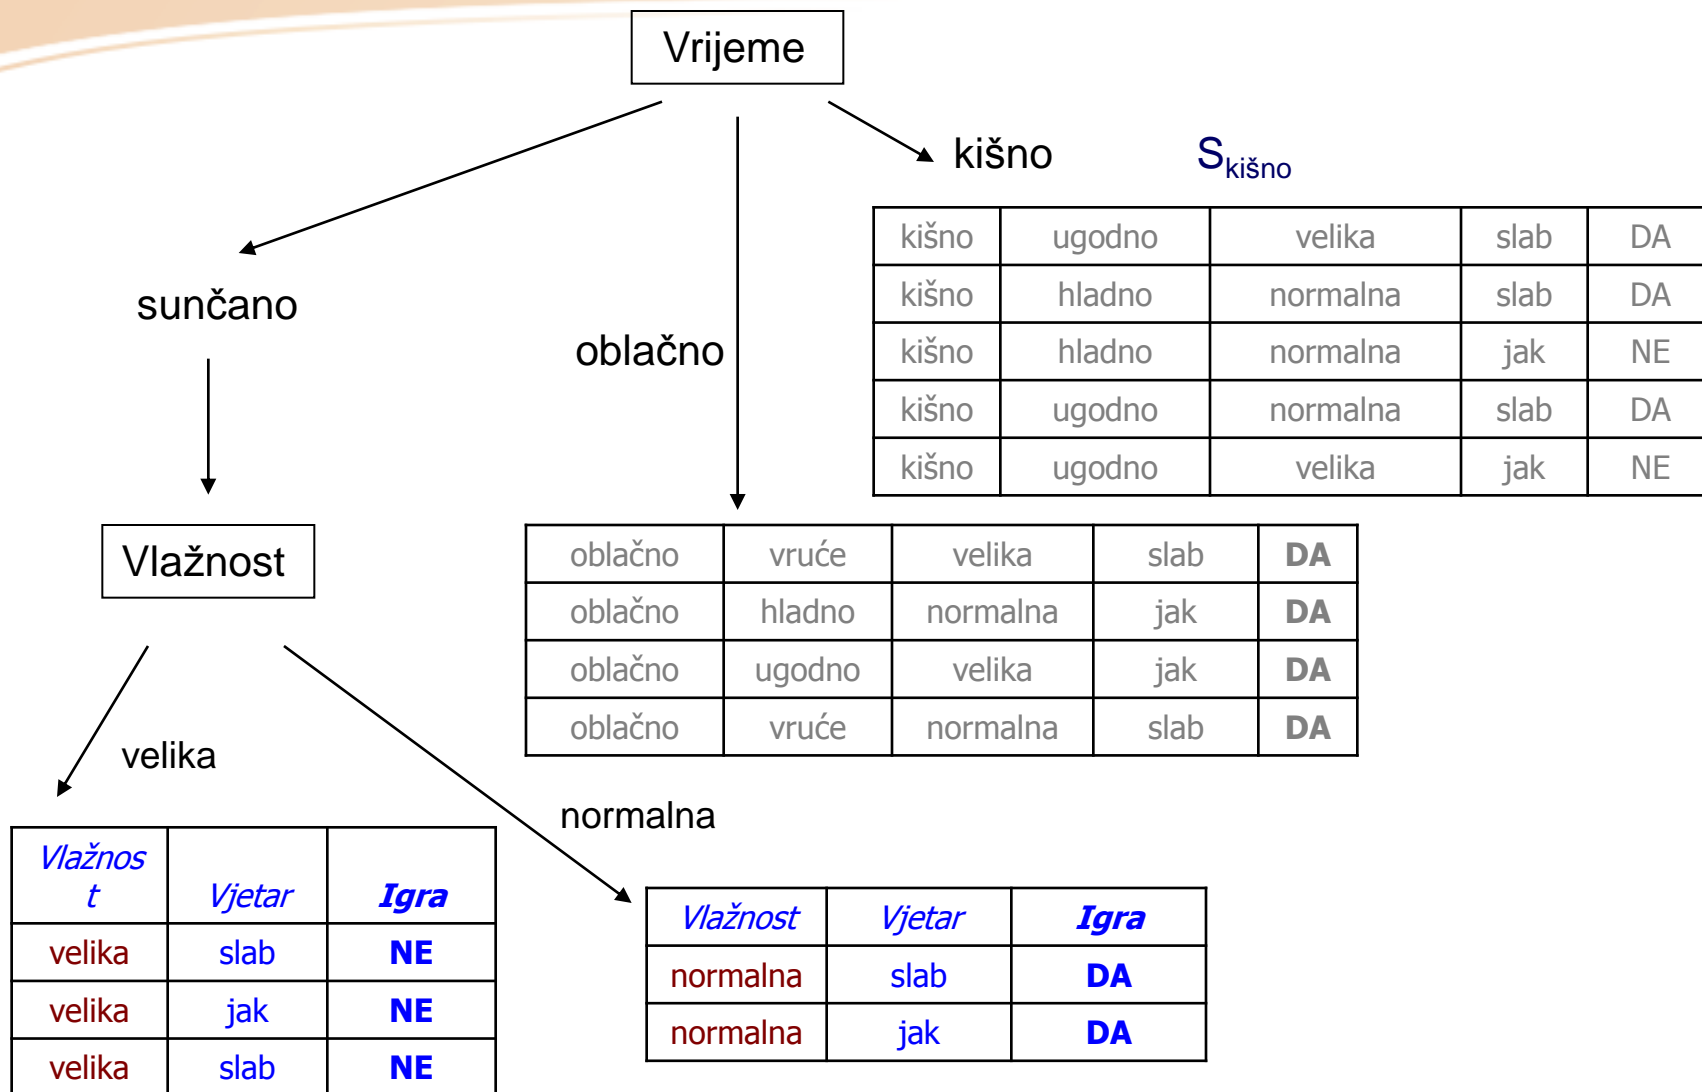 Vrijeme
kišno S kišno
kišno ugodno velika slab DA
kišno hladno normalna slab DA
kišno hladno normalna jak NE
kišno ugodno normalna slab DA
kišno ugodno velika jak NE
sunčano
oblačno
Vlažnost
oblačno vruće velika slab DA
oblačno hladno normalna jak DA
oblačno ugodno velika jak DA
oblačno vruće normalna slab DA
velika
normalna
Vlažnos
t Vjetar Igra
velika slab NE
velika jak NE
velika slab NE
Vlažnost Vjetar Igra
normalna slab DA
normalna jak DA